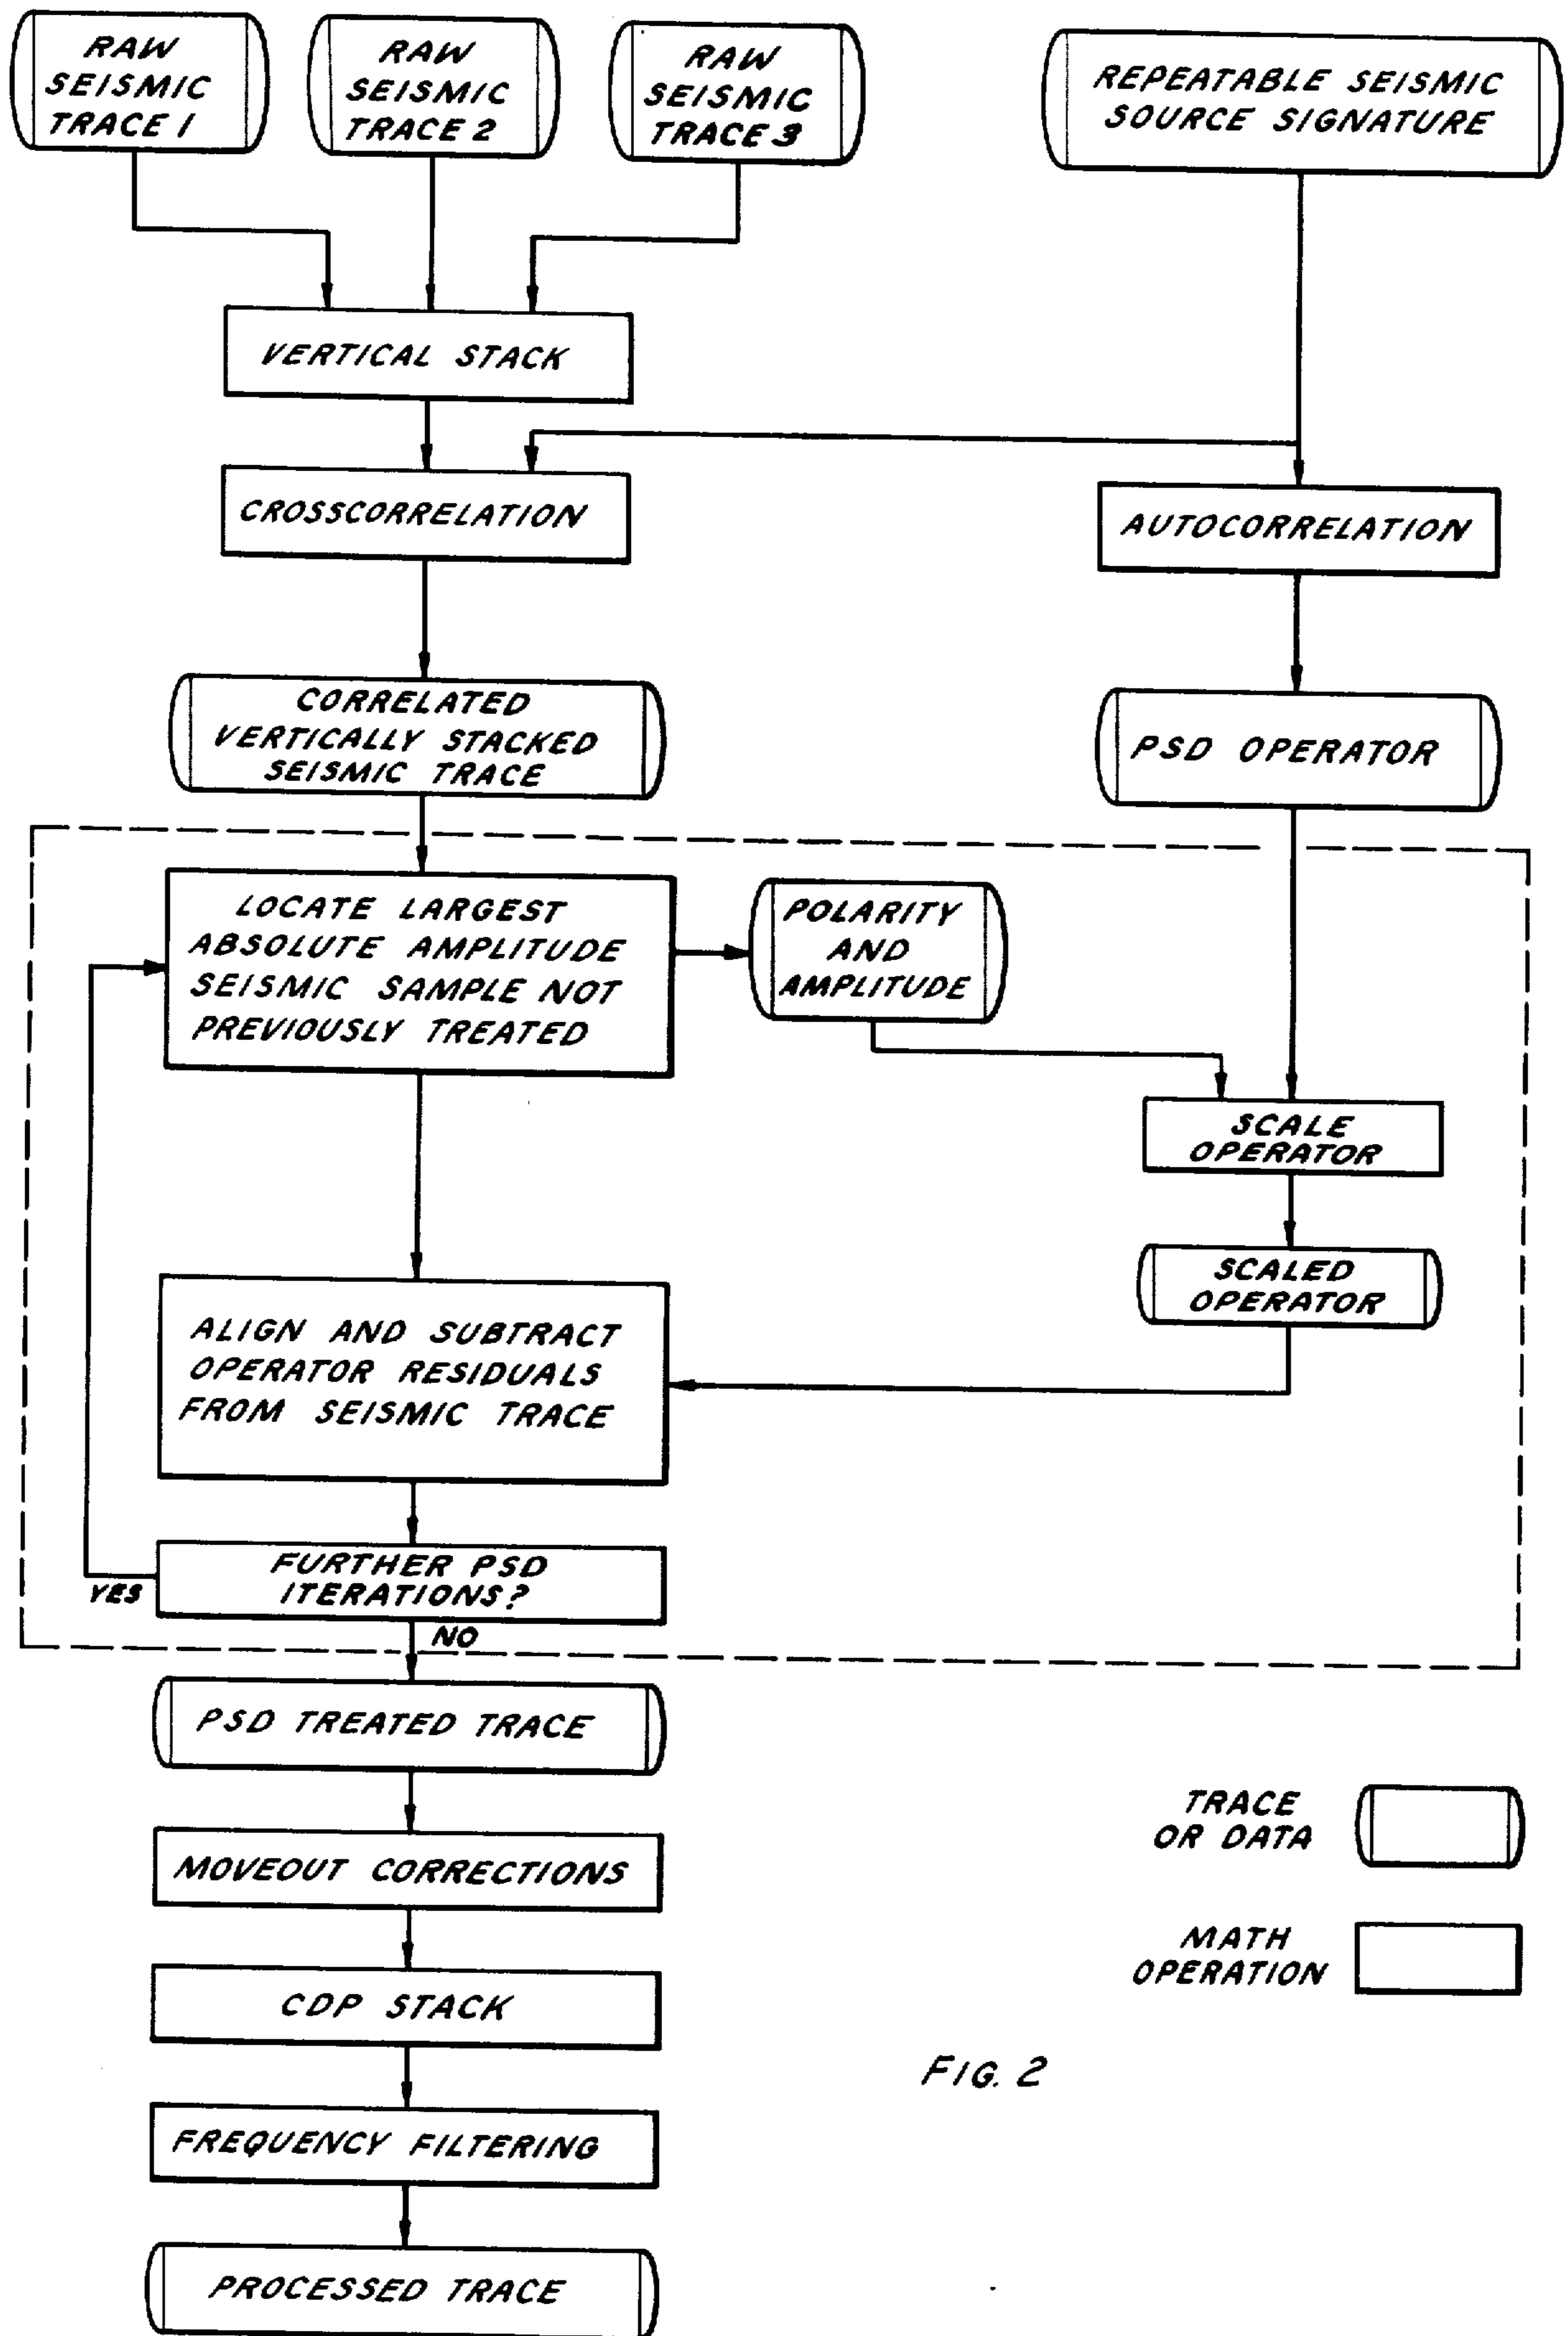 RAW
SEISMIC
TRACE 1
RAW
SEISMIC
TRACE 2
RAW
SEISMIC
TRACE 3
REPEATABLE SEISMIC
SOURCE SIGNATURE
VERTICAL STACK
CROSSCORRELATION
AUTOCORRELATION
CORRELATED
VERTICALLY STACKED
SEISMIC TRACE
PSD OPERATOR
LOCATE LARGEST
ABSOLUTE AMPLITUDE
SEISMIC SAMPLE NOT
PREVIOUSLY TREATED
POLARITY
AND
AMPLITUDE
SCALE
OPERATOR
SCALED
OPERATOR
ALIGN AND SUBTRACT
OPERATOR RESIDUALS
FROM SEISMIC TRACE
FURTHER PSD
ITERATIONS?
YES
NO
PSD TREATED TRACE
MOVEOUT CORRECTIONS
CDP STACK
FREQUENCY FILTERING
PROCESSED TRACE
TRACE
OR DATA
MATH
OPERATION
FIG. 2